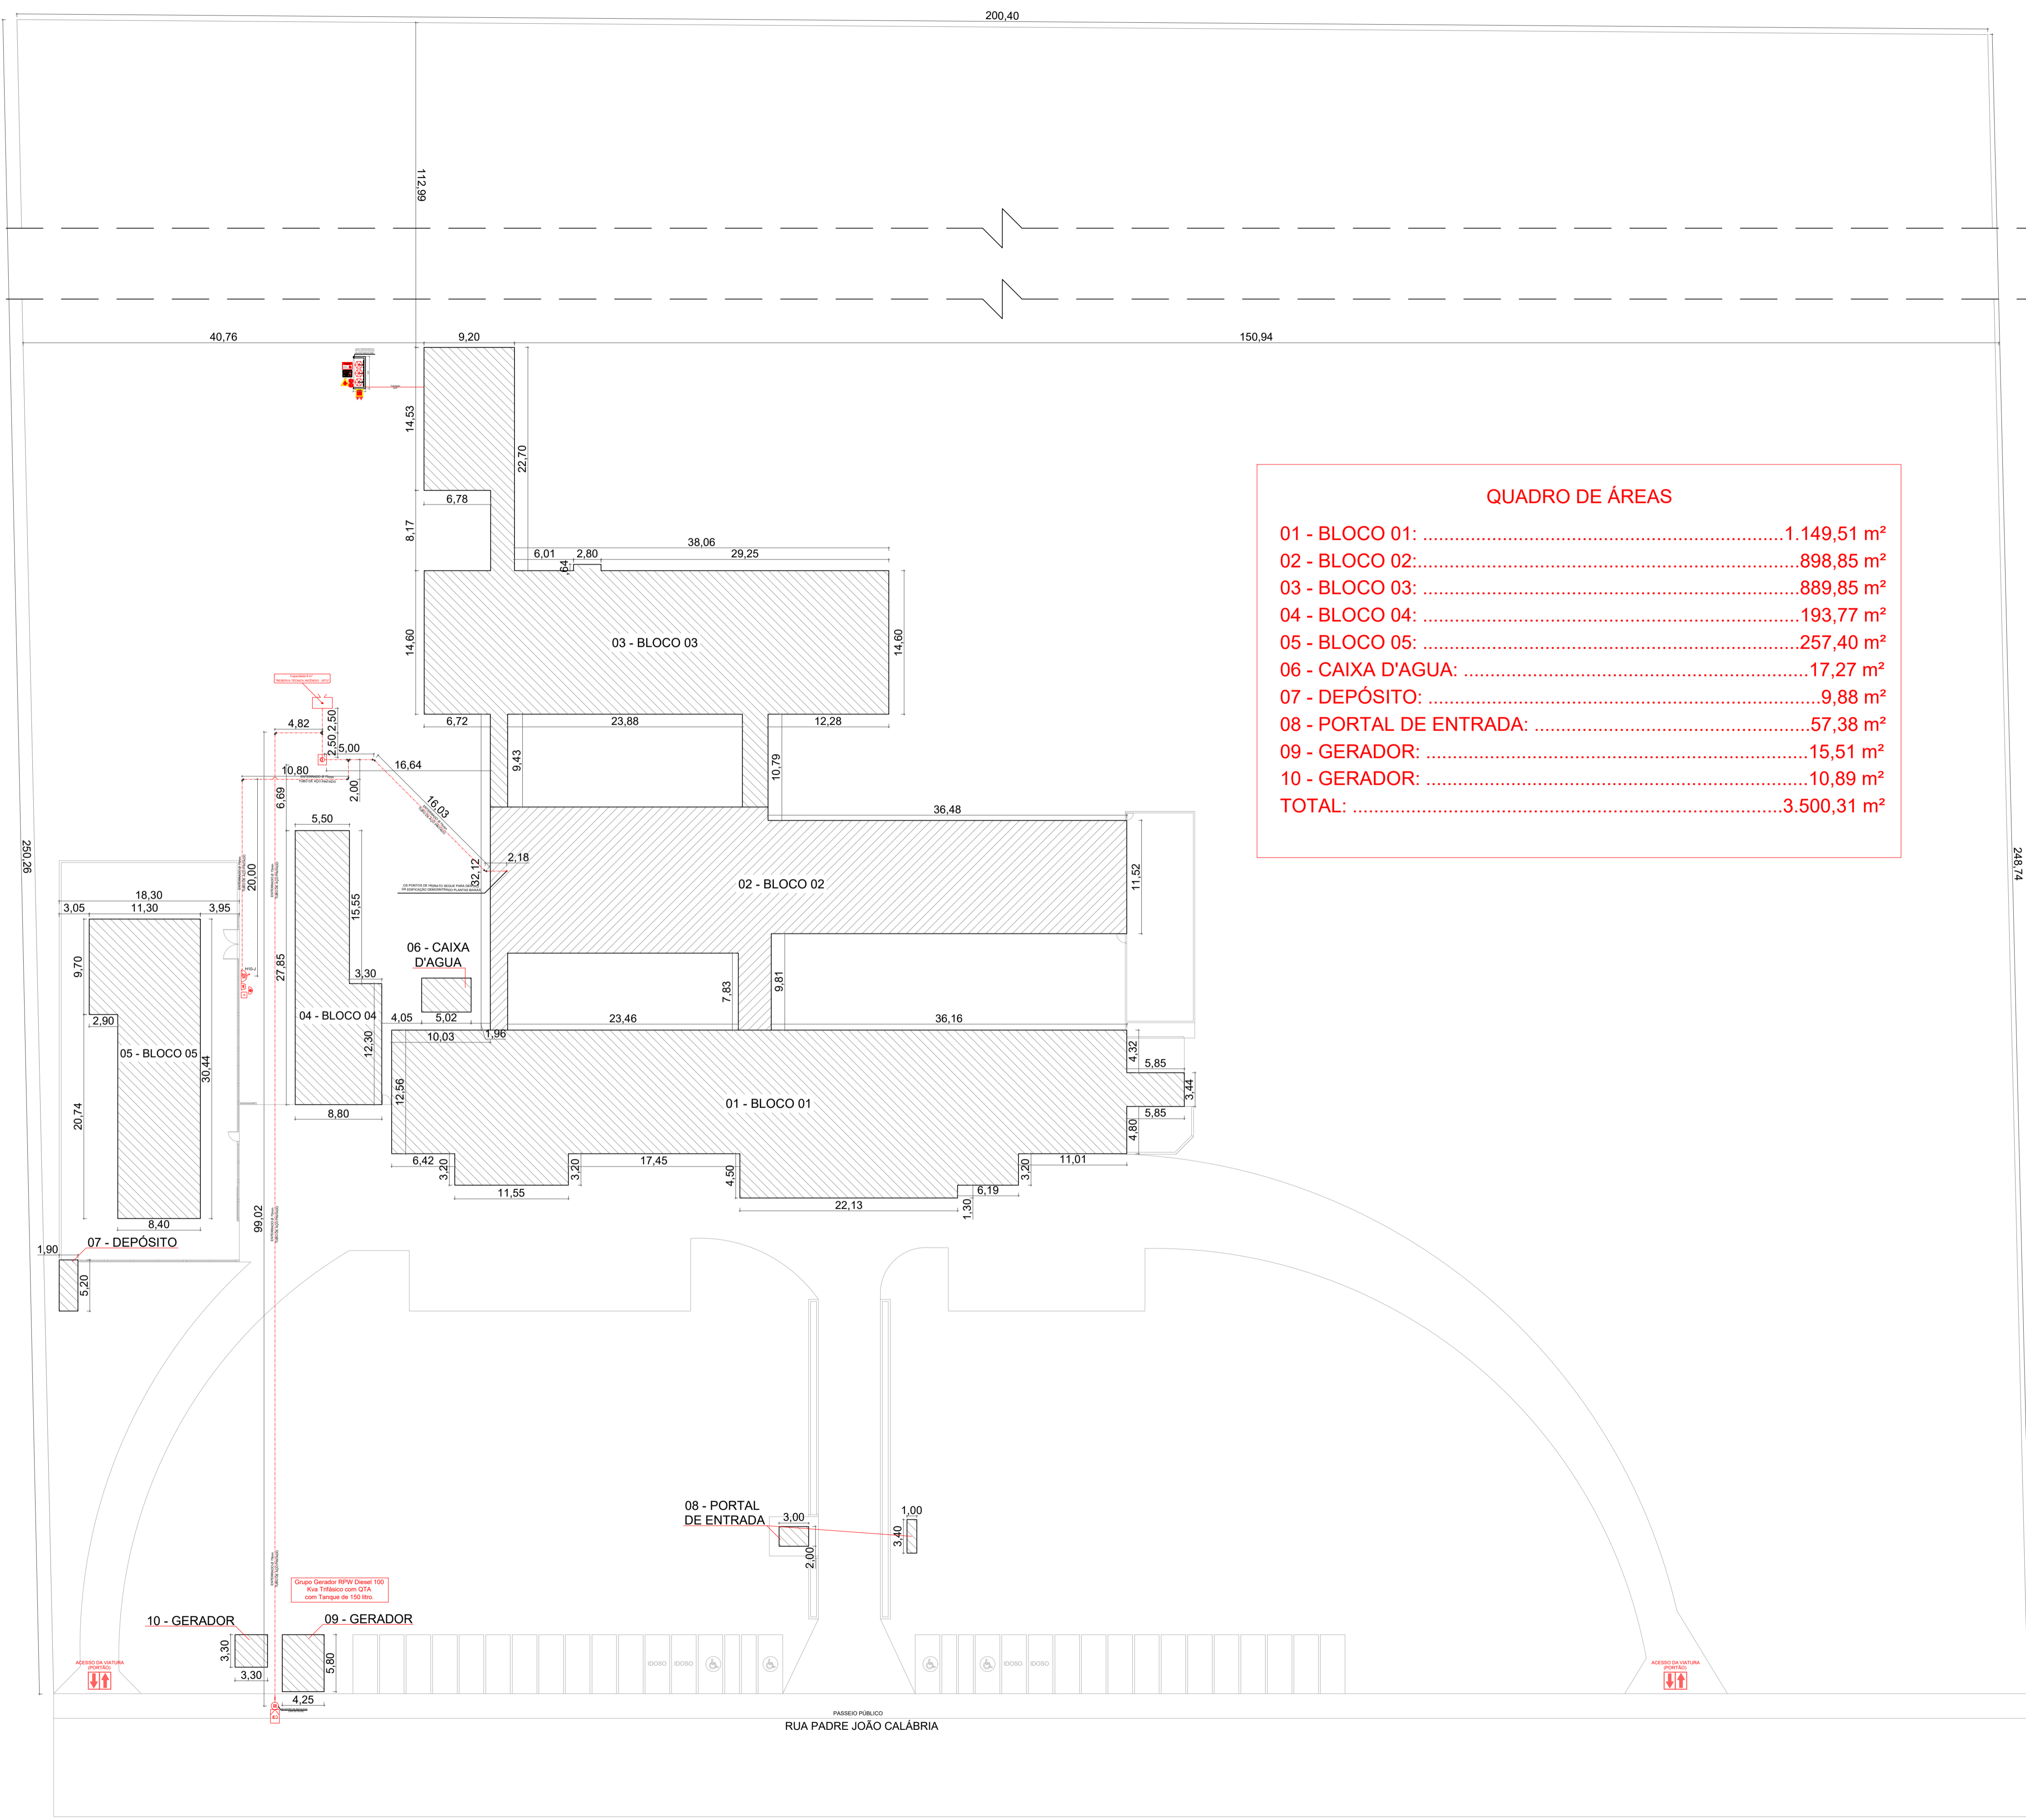 200,40
112,99
40,76
9,20
150,94
14,53
22,70
6,78
8,17
38,06
6,01
2,80
29,25
,64
QUADRO DE ÁREAS
01 - BLOCO 01: ....................................................................1.149,51 m²
02 - BLOCO 02:........................................................................898,85 m²
03 - BLOCO 03: .......................................................................889,85 m²
04 - BLOCO 04: .......................................................................193,77 m²
05 - BLOCO 05: .......................................................................257,40 m²
06 - CAIXA D'AGUA: .................................................................17,27 m²
07 - DEPÓSITO: ..........................................................................9,88 m²
08 - PORTAL DE ENTRADA: ....................................................57,38 m²
09 - GERADOR: ........................................................................15,51 m²
10 - GERADOR: ........................................................................10,89 m²
TOTAL: .................................................................................3.500,31 m²
14,60
03 - BLOCO 03
14,60
6,72
23,88
12,28
4,82
2,50
2,50
5,00
16,64
9,43
10,79
10,80
2,00
6,69
16,03
36,48
5,50
250,26
248,74
20,00
32,12
2,18
02 - BLOCO 02
11,52
18,30
3,05
11,30
3,95
15,55
9,70
27,85
06 - CAIXA
D'AGUA
3,30
7,83
9,81
2,90
04 - BLOCO 04
4,05
5,02
23,46
36,16
10,03
1,96
05 - BLOCO 05
30,44
12,30
12,56
4,32
5,85
3,44
20,74
8,80
01 - BLOCO 01
5,85
4,80
6,42
3,20
11,55
3,20
17,45
4,50
22,13
6,19
1,30
3,20
11,01
8,40
99,02
07 - DEPÓSITO
1,90
5,20
08 - PORTAL
DE ENTRADA
3,00
2,00
1,00
3,40
Grupo Gerador RPW Diesel 100
Kva Trifásico com QTA
com Tanque de 150 litro.
10 - GERADOR
09 - GERADOR
3,30
3,30
5,80
4,25
IDOSO
IDOSO
IDOSO
IDOSO
ACESSO DA VIATURA
(PORTÃO)
ACESSO DA VIATURA
(PORTÃO)
PASSEIO PÚBLICO
RUA PADRE JOÃO CALÁBRIA